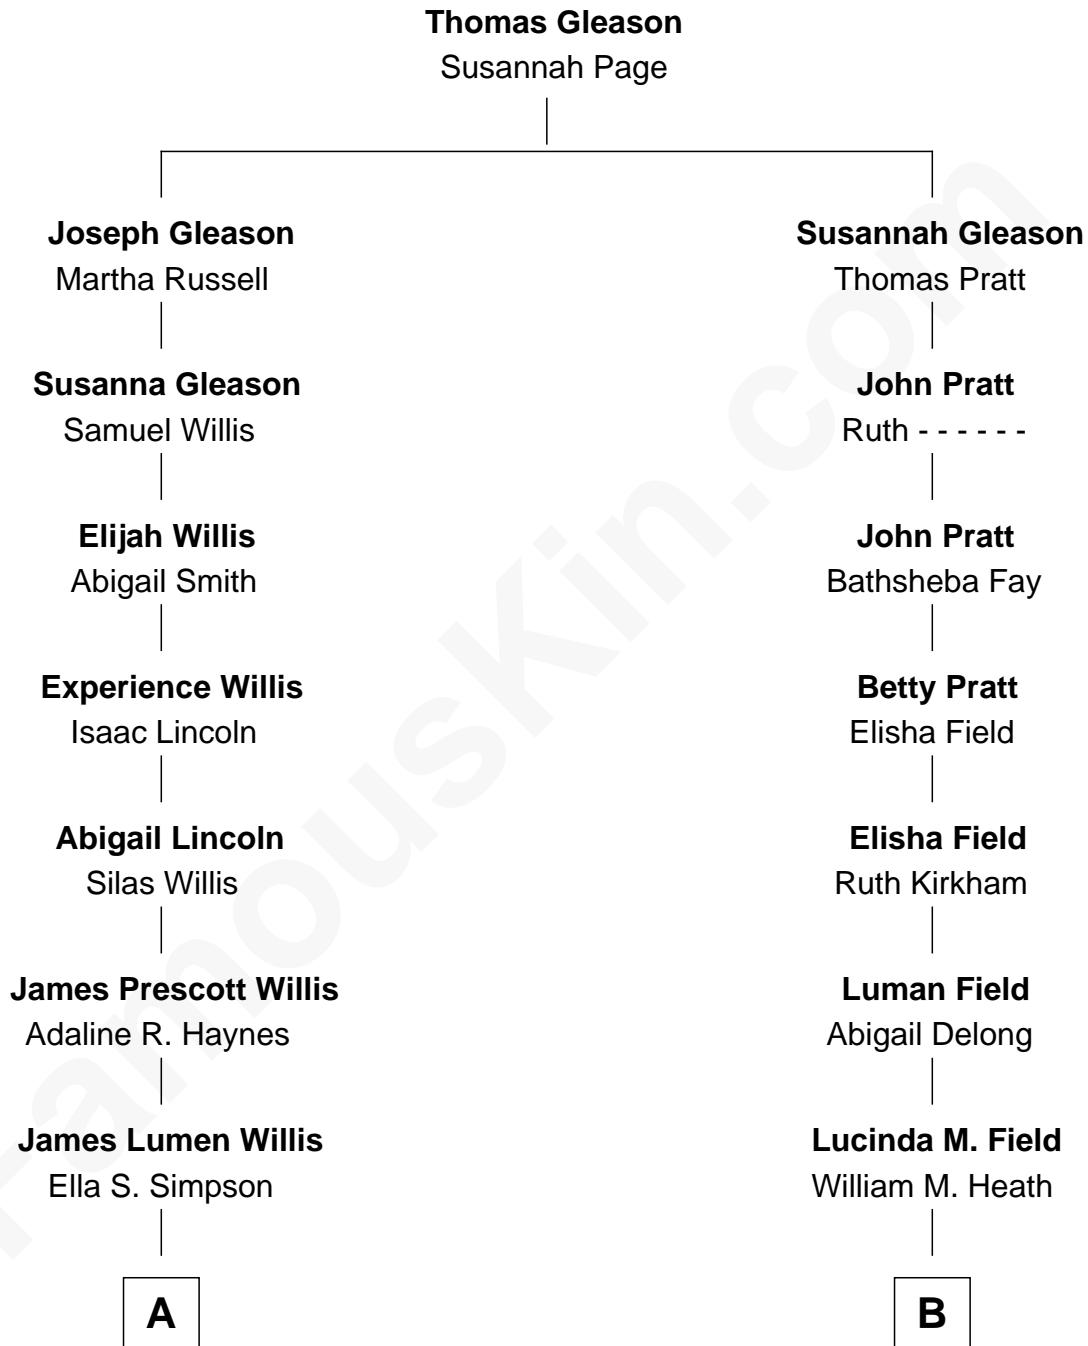 Thomas Gleason
Susannah Page
Joseph Gleason
Martha Russell
Susannah Gleason
Thomas Pratt
Susanna Gleason
Samuel Willis
John Pratt
Ruth - - - - - -
Elijah Willis
Abigail Smith
John Pratt
Bathsheba Fay
Experience Willis
Isaac Lincoln
Betty Pratt
Elisha Field
Abigail Lincoln
Silas Willis
Elisha Field
Ruth Kirkham
James Prescott Willis
Adaline R. Haynes
Luman Field
Abigail Delong
James Lumen Willis
Ella S. Simpson
Lucinda M. Field
William M. Heath
A
B
FamousKin.com